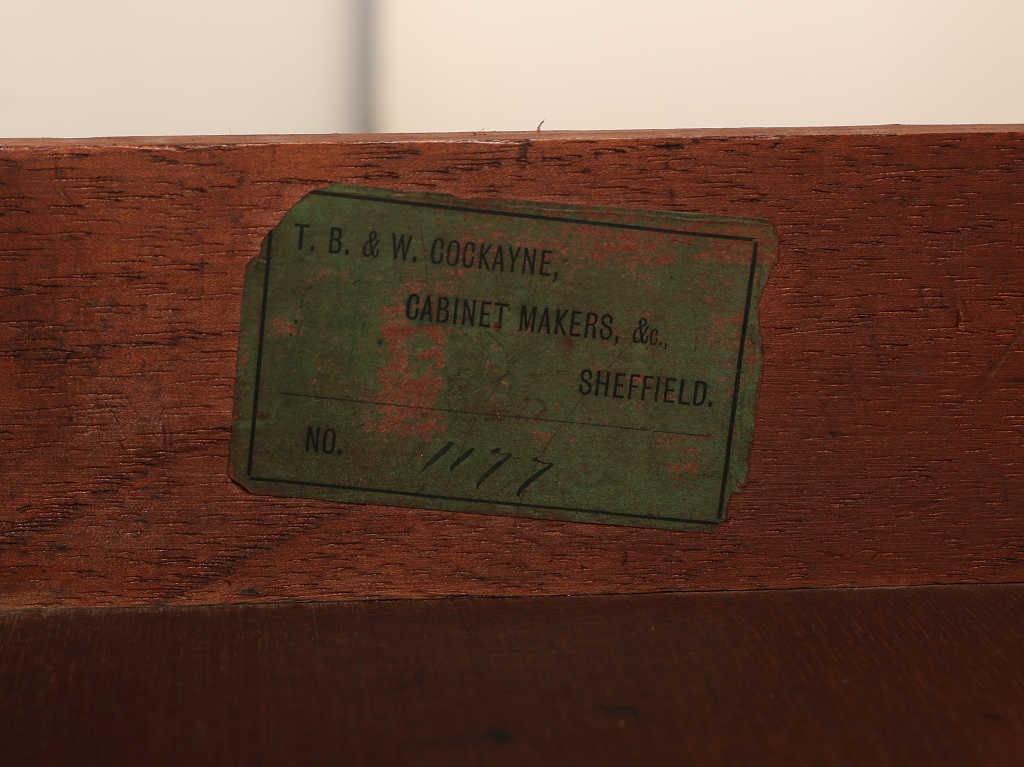 T. B. & W. COCKAYNE,
CABINET MAKERS, &c.,
SHEFFIELD.
NO. 1177